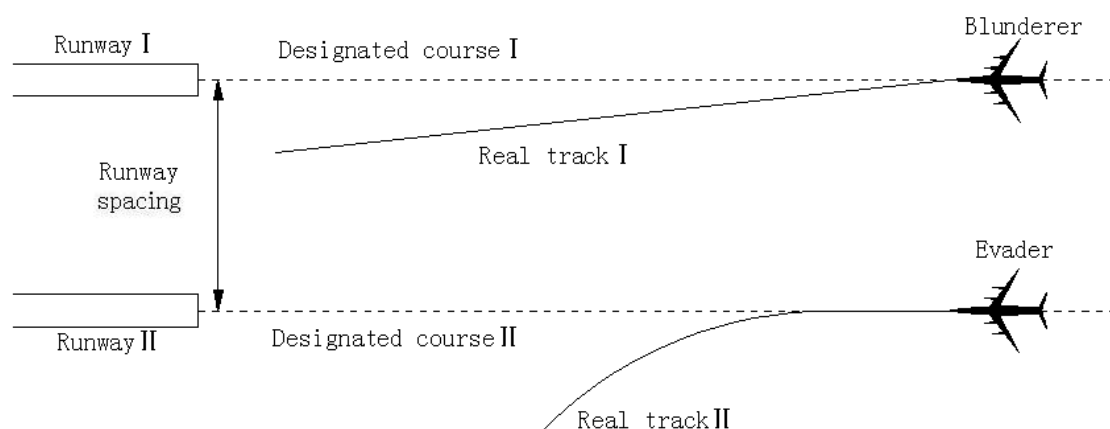 Blunderer
Runway Ⅰ
Designated course Ⅰ
Real track Ⅰ
Runway
spacing
Evader
Runway Ⅱ
Designated course Ⅱ
Real track Ⅱ